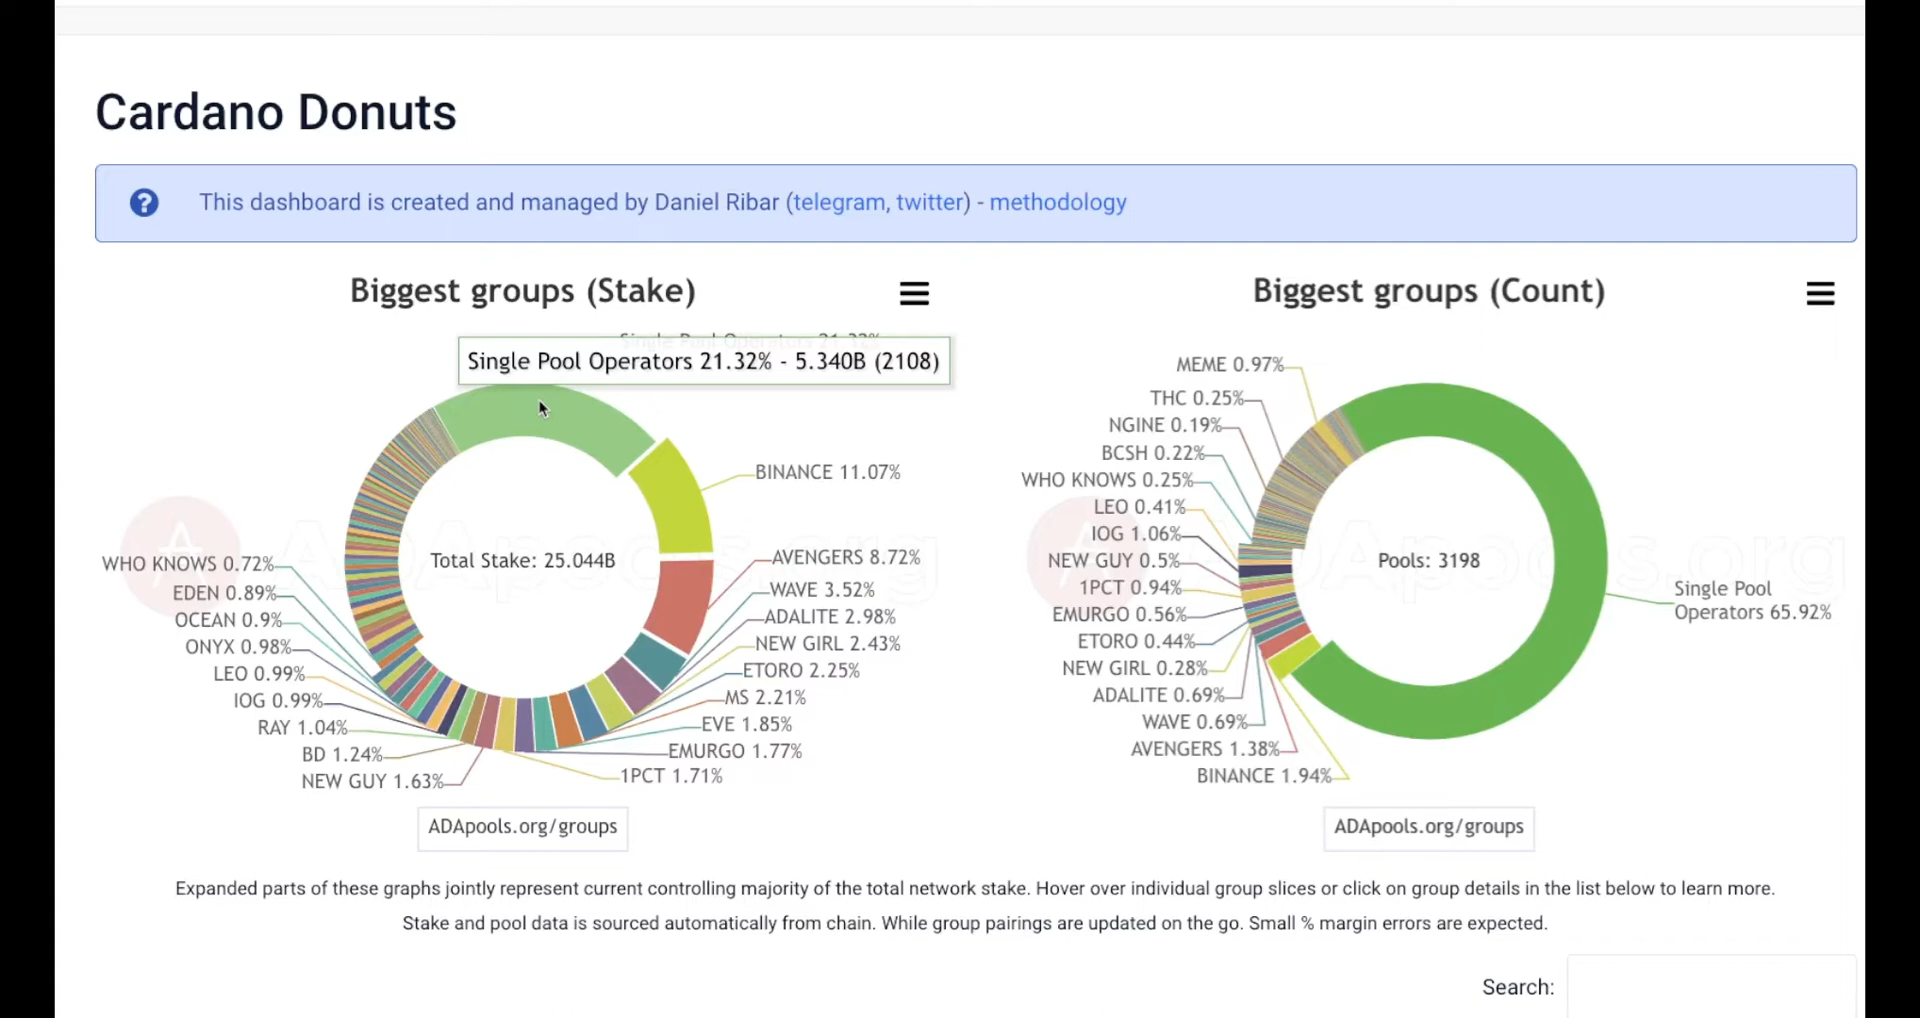 Cardano Donuts
This dashboard is created and managed by Daniel Ribar (telegram, twitter) - methodology
Biggest groups (Stake)
Single Pool Operators 21.32%
Single Pool Operators 21.32% - 5.340B (2108)
BINANCE 11.07%
AVENGERS 8.72%
WAVE 3.52%
ADALITE 2.98%
NEW GIRL 2.43%
ETORO 2.25%
MS 2.21%
EVE 1.85%
EMURGO 1.77%
1PCT 1.71%
Total Stake: 25.044B
WHO KNOWS 0.72%
EDEN 0.89%
OCEAN 0.9%
ONYX 0.98%
LEO 0.99%
IOG 0.99%
RAY 1.04%
BD 1.24%
NEW GUY 1.63%
ADApools.org
ADApools.org/groups
Biggest groups (Count)
MEME 0.97%
THC 0.25%
NGINE 0.19%
BCSH 0.22%
WHO KNOWS 0.25%
LEO 0.41%
IOG 1.06%
NEW GUY 0.5%
1PCT 0.94%
EMURGO 0.56%
ETORO 0.44%
NEW GIRL 0.28%
ADALITE 0.69%
WAVE 0.69%
AVENGERS 1.38%
BINANCE 1.94%
Pools: 3198
Single Pool
Operators 65.92%
ADApools.org
ADApools.org/groups
Expanded parts of these graphs jointly represent current controlling majority of the total network stake. Hover over individual group slices or click on group details in the list below to learn more.
Stake and pool data is sourced automatically from chain. While group pairings are updated on the go. Small % margin errors are expected.
Search: